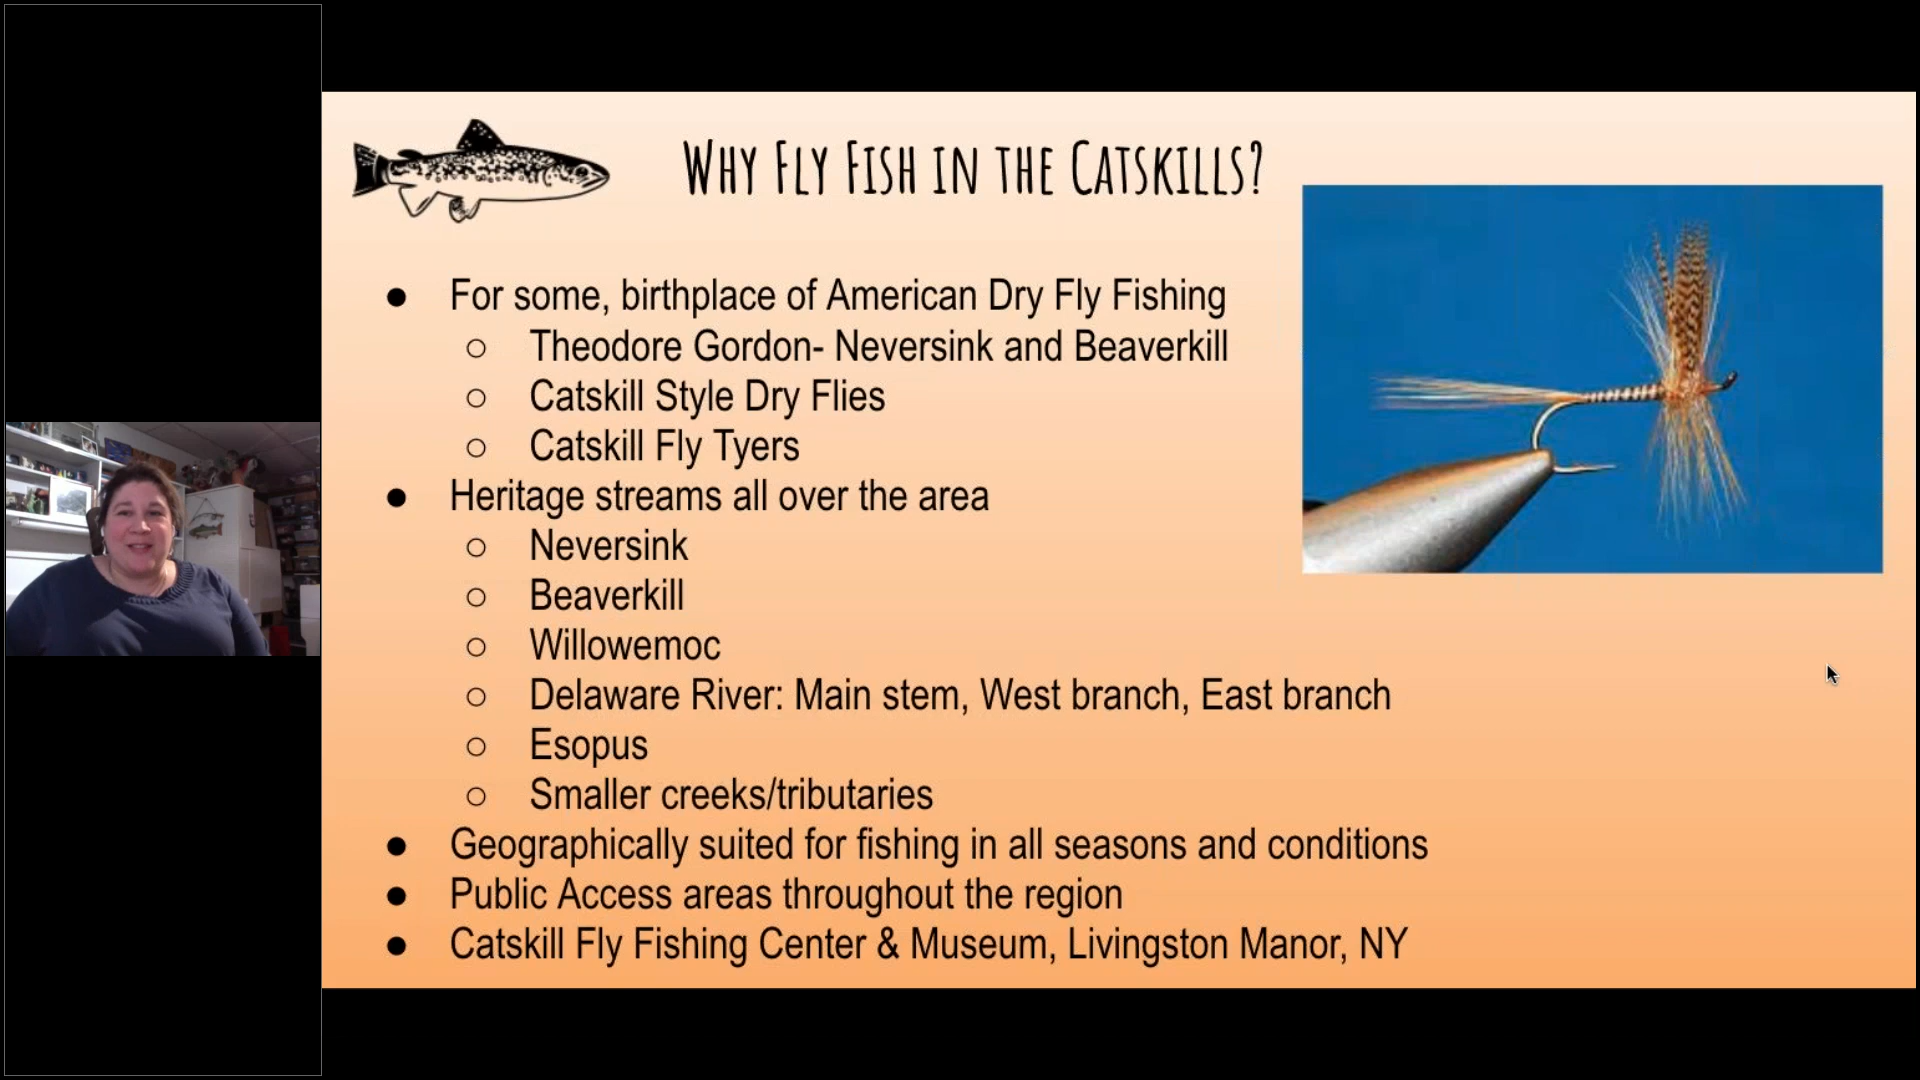 Why Fly Fish in the Catskills?
● For some, birthplace of American Dry Fly Fishing
○ Theodore Gordon- Neversink and Beaverkill
○ Catskill Style Dry Flies
○ Catskill Fly Tyers
● Heritage streams all over the area
○ Neversink
○ Beaverkill
○ Willowemoc
○ Delaware River: Main stem, West branch, East branch
○ Esopus
○ Smaller creeks/tributaries
● Geographically suited for fishing in all seasons and conditions
● Public Access areas throughout the region
● Catskill Fly Fishing Center & Museum, Livingston Manor, NY